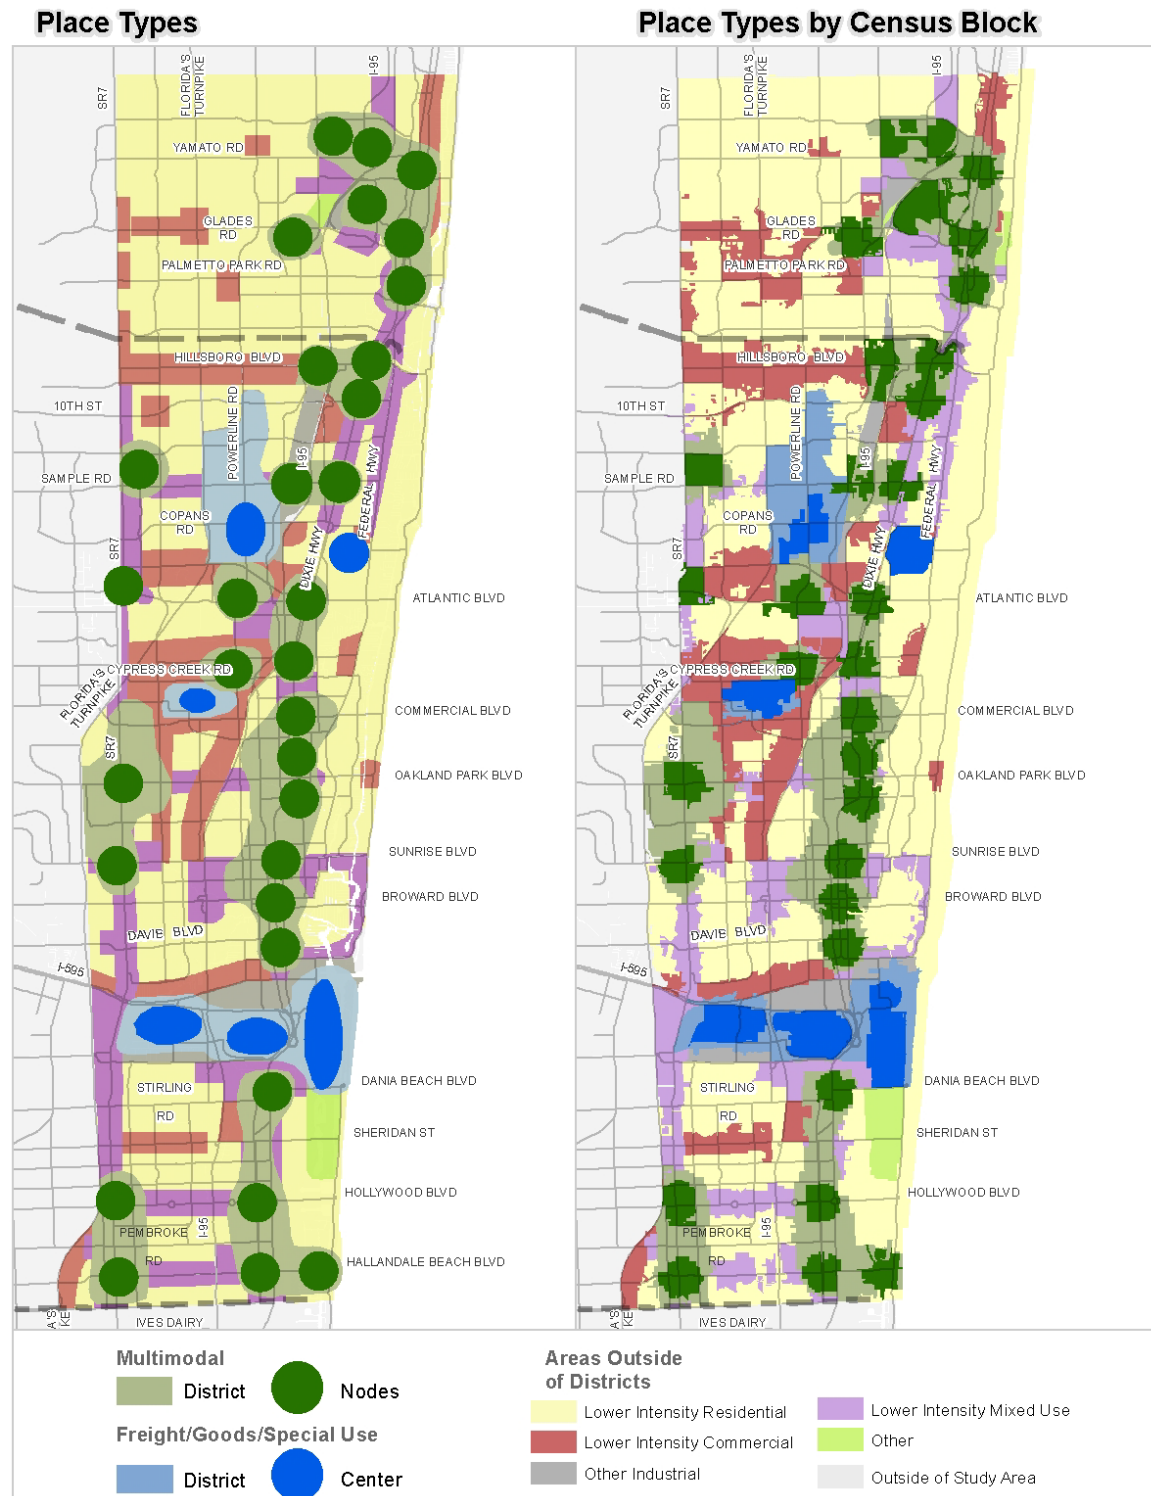 Place Types
Place Types by Census Block
SR7
FLORIDA'S
TURNPIKE
I-95
YAMATO RD
GLADES
RD
PALMETTO PARK RD
HILLSBORO BLVD
10TH ST
POWERLINE RD
I-95
SAMPLE RD
FEDERAL HWY
COPANS
RD
SR7
DIXIE HWY
ATLANTIC BLVD
CYPRESS CREEK RD
FLORIDA'S
TURNPIKE
COMMERCIAL BLVD
SR7
OAKLAND PARK BLVD
SUNRISE BLVD
BROWARD BLVD
DAVIE BLVD
I-595
STIRLING
RD
DANIA BEACH BLVD
SHERIDAN ST
HOLLYWOOD BLVD
I-95
PEMBROKE
RD
HALLANDALE BEACH BLVD
A'S
KE
IVES DAIRY
SR7
FLORIDA'S
TURNPIKE
I-95
YAMATO RD
GLADES
RD
PALMETTO PARK RD
HILLSBORO BLVD
10TH ST
POWERLINE RD
I-95
SAMPLE RD
FEDERAL HWY
COPANS
RD
SR7
DIXIE HWY
ATLANTIC BLVD
CYPRESS CREEK RD
FLORIDA'S
TURNPIKE
COMMERCIAL BLVD
SR7
OAKLAND PARK BLVD
SUNRISE BLVD
BROWARD BLVD
DAVIE BLVD
I-595
STIRLING
RD
DANIA BEACH BLVD
SHERIDAN ST
HOLLYWOOD BLVD
I-95
PEMBROKE
RD
HALLANDALE BEACH BLVD
A'S
KE
IVES DAIRY
Multimodal
District
Nodes
Freight/Goods/Special Use
District
Center
Areas Outside
of Districts
Lower Intensity Residential
Lower Intensity Commercial
Other Industrial
Lower Intensity Mixed Use
Other
Outside of Study Area